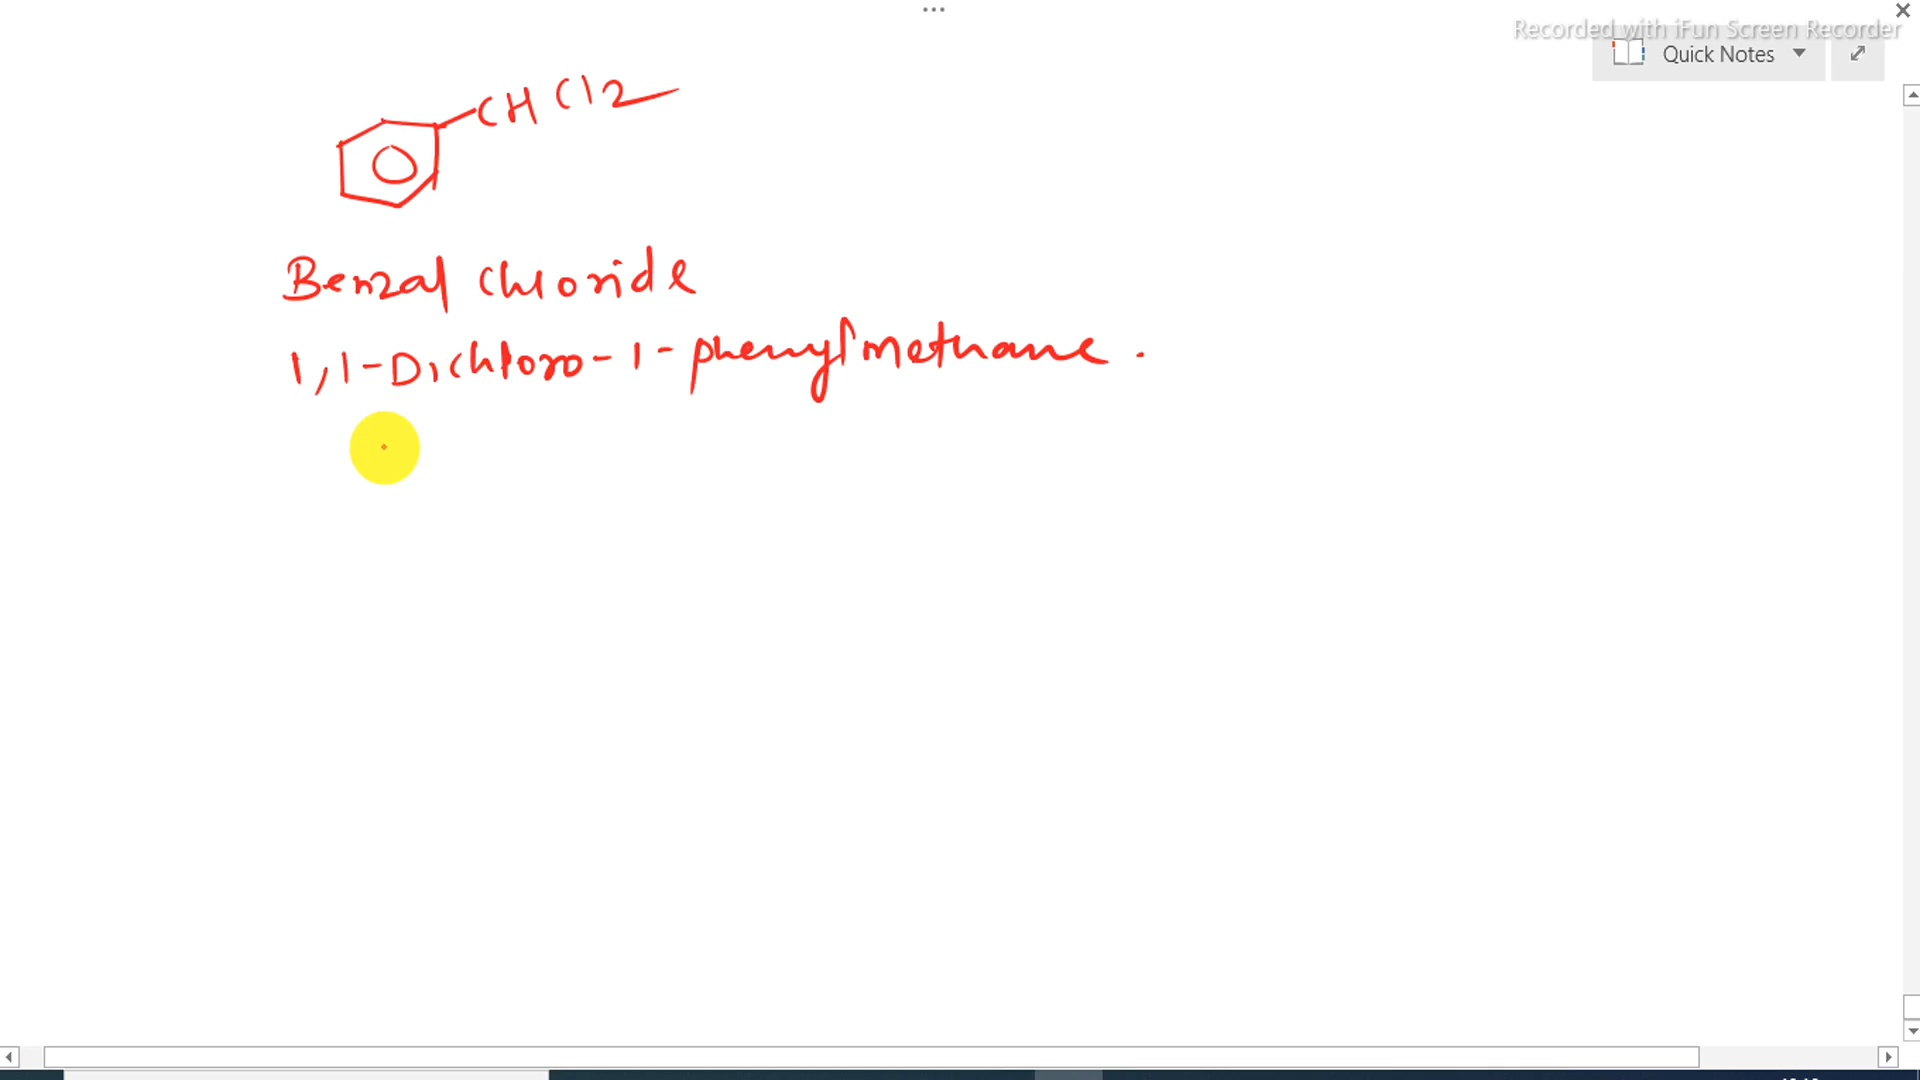 Recorded with iFun Screen Recorder
Quick Notes
CHCl2
Benzal chloride
1,1-Dichloro-1-phenylmethane.